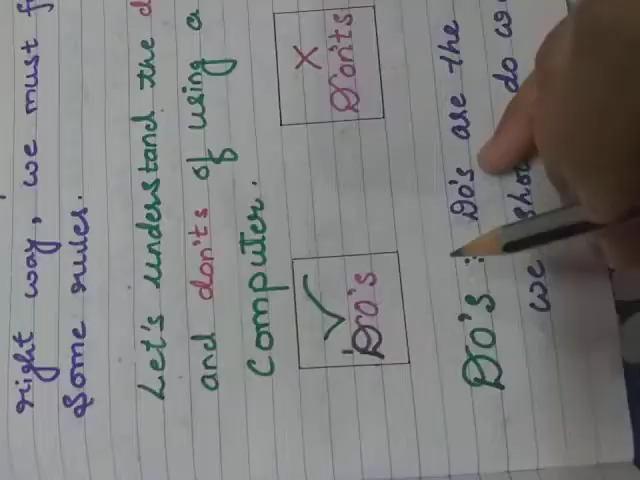 right way, we must f
Some rules.
Let's understand the d
and don'ts of using a
Computer.
✓ Do's
× Don'ts
Do's : Do's are the
we shou do w